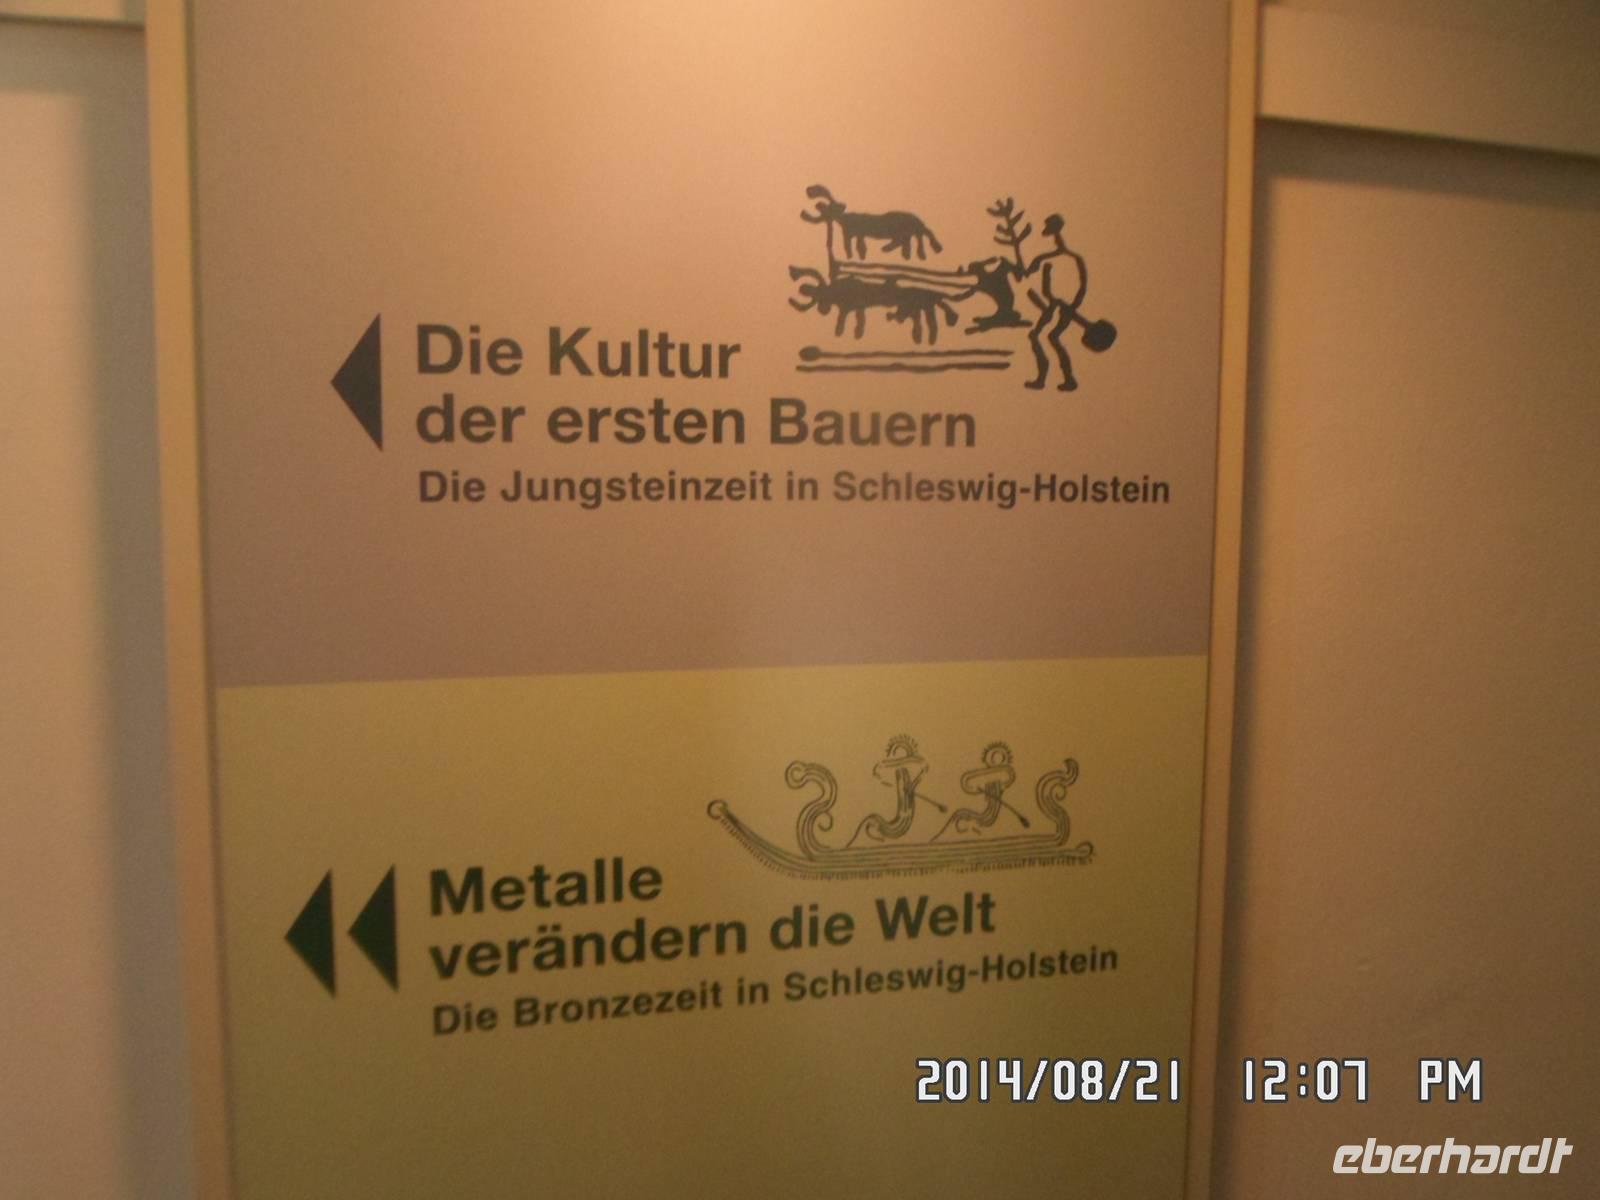 Die Kultur
der ersten Bauern
Die Jungsteinzeit in Schleswig-Holstein
Metalle
verändern die Welt
Die Bronzezeit in Schleswig-Holstein
2014/08/21 12:07 PM
eberhardt